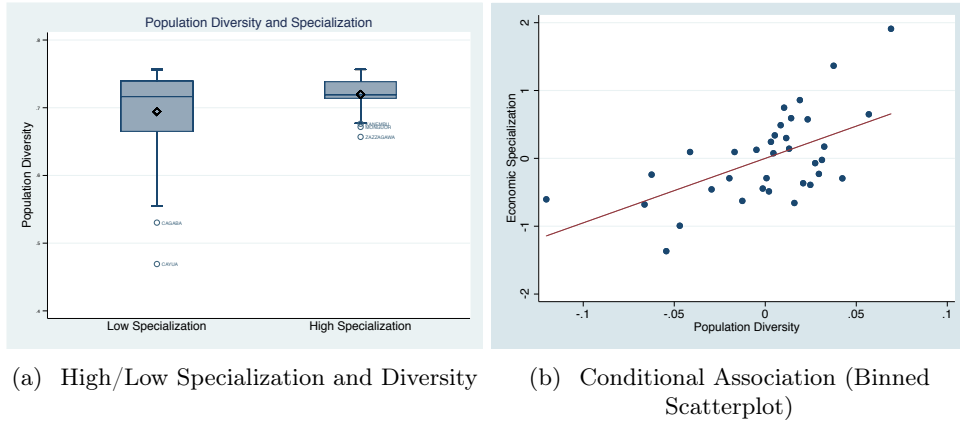 Population Diversity and Specialization
Population Diversity
.8
.7
.6
.5
.4
MOREJOR
ZAZZAGAWA
CAGABA
CAYUA
Low Specialization
High Specialization
Economic Specialization
2
1
0
-1
-2
-.1
-.05
0
.05
.1
Population Diversity
(a) High/Low Specialization and Diversity
(b) Conditional Association (Binned
Scatterplot)